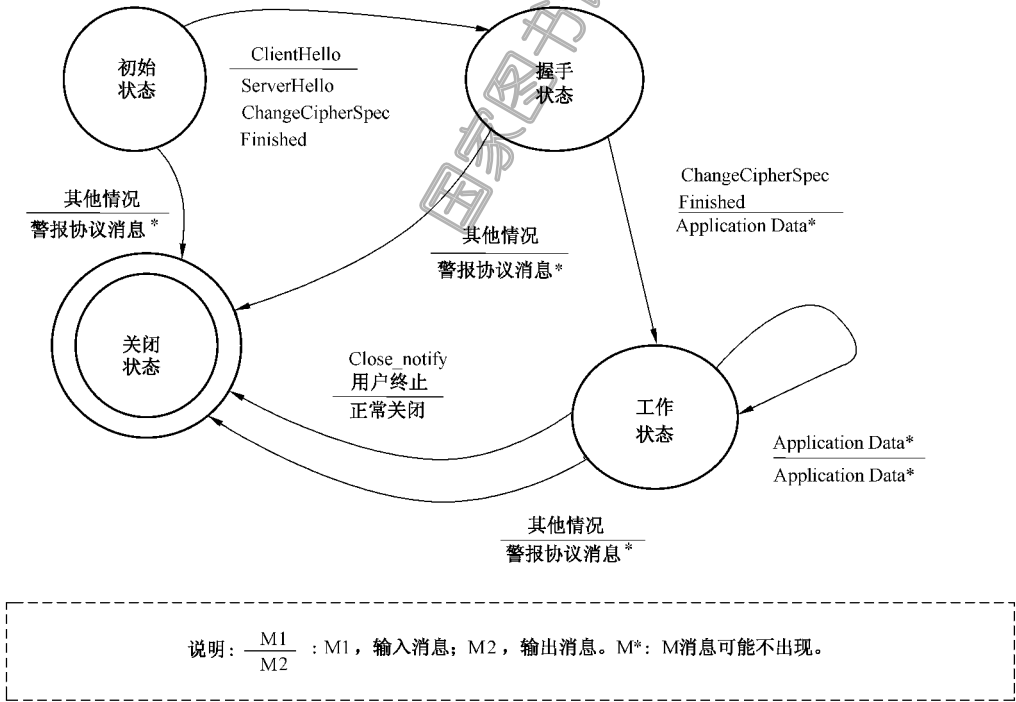 初始
状态
ClientHello
ServerHello
ChangeCipherSpec
Finished
握手
状态
国家图书
其他情况
警报协议消息*
其他情况
警报协议消息*
ChangeCipherSpec
Finished
Application Data*
关闭
状态
Close_notify
用户终止
正常关闭
工作
状态
Application Data*
Application Data*
其他情况
警报协议消息*
说明: M1
M2
: M1，输入消息；M2，输出消息。M*: M消息可能不出现。